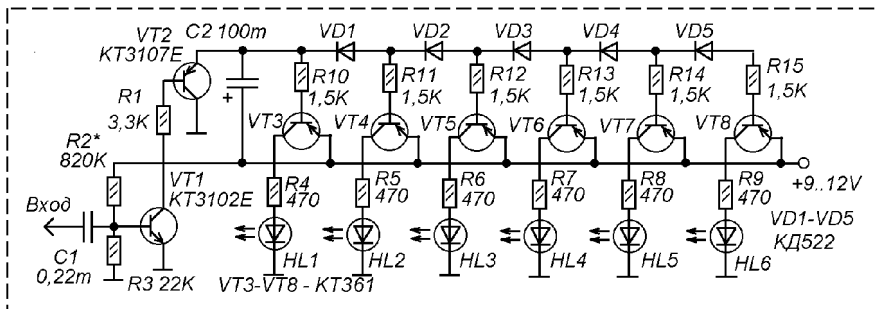 VT2
KT3107E
C2 100m
VD1
VD2
VD3
VD4
VD5
R10
1,5K
R11
1,5K
R12
1,5K
R13
1,5K
R14
1,5K
R15
1,5K
R1
3,3K
VT3
VT4
VT5
VT6
VT7
VT8
R2*
820K
+
VT1
KT3102E
R4
470
R5
470
R6
470
R7
470
R8
470
R9
470
+9..12V
Вход
C1
0,22m
R3 22K
HL1
HL2
HL3
HL4
HL5
HL6
VD1-VD5
КД522
VT3-VT8 - KT361